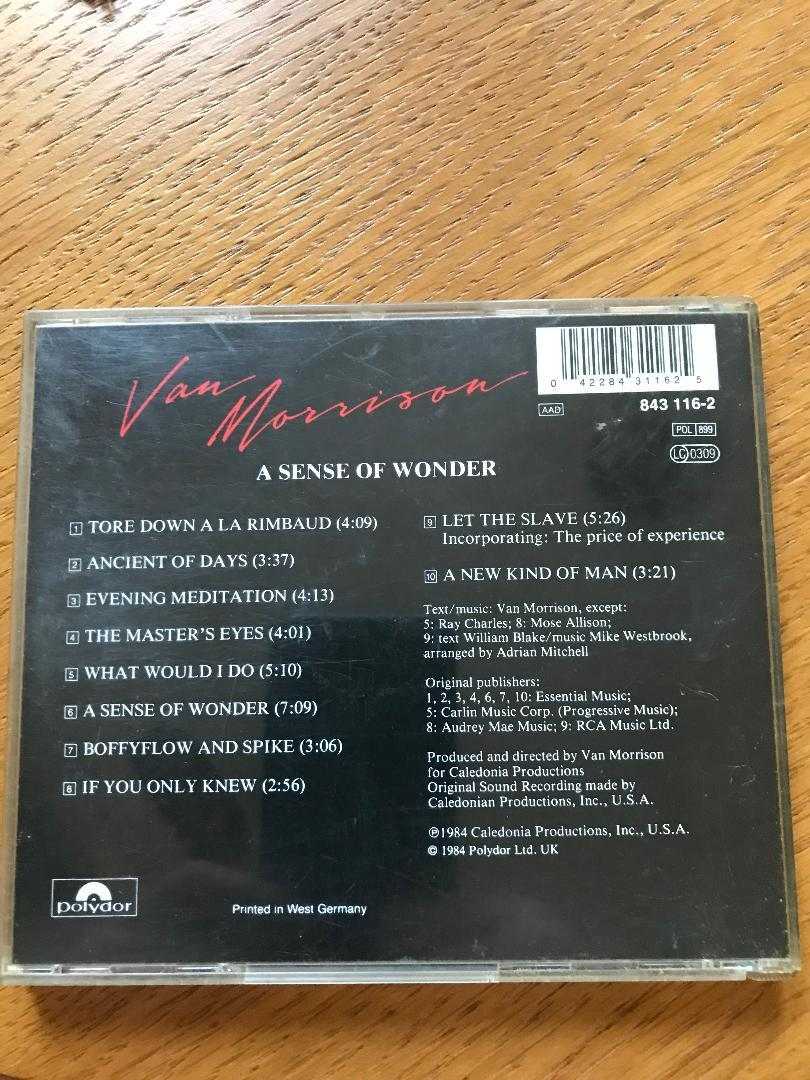 Van Morrison
A SENSE OF WONDER
0 42284 31162 5
AAD
843 116-2
POL 899
LC 0309
1 TORE DOWN A LA RIMBAUD (4:09)
2 ANCIENT OF DAYS (3:37)
3 EVENING MEDITATION (4:13)
4 THE MASTER'S EYES (4:01)
5 WHAT WOULD I DO (5:10)
6 A SENSE OF WONDER (7:09)
7 BOFFYFLOW AND SPIKE (3:06)
8 IF YOU ONLY KNEW (2:56)
9 LET THE SLAVE (5:26)
Incorporating: The price of experience
10 A NEW KIND OF MAN (3:21)
Text/music: Van Morrison, except:
5: Ray Charles; 8: Mose Allison;
9: text William Blake/music Mike Westbrook,
arranged by Adrian Mitchell
Original publishers:
1, 2, 3, 4, 6, 7, 10: Essential Music;
5: Carlin Music Corp. (Progressive Music);
8: Audrey Mae Music; 9: RCA Music Ltd.
Produced and directed by Van Morrison
for Caledonia Productions
Original Sound Recording made by
Caledonian Productions, Inc., U.S.A.
℗1984 Caledonia Productions, Inc., U.S.A.
© 1984 Polydor Ltd. UK
polydor
Printed in West Germany